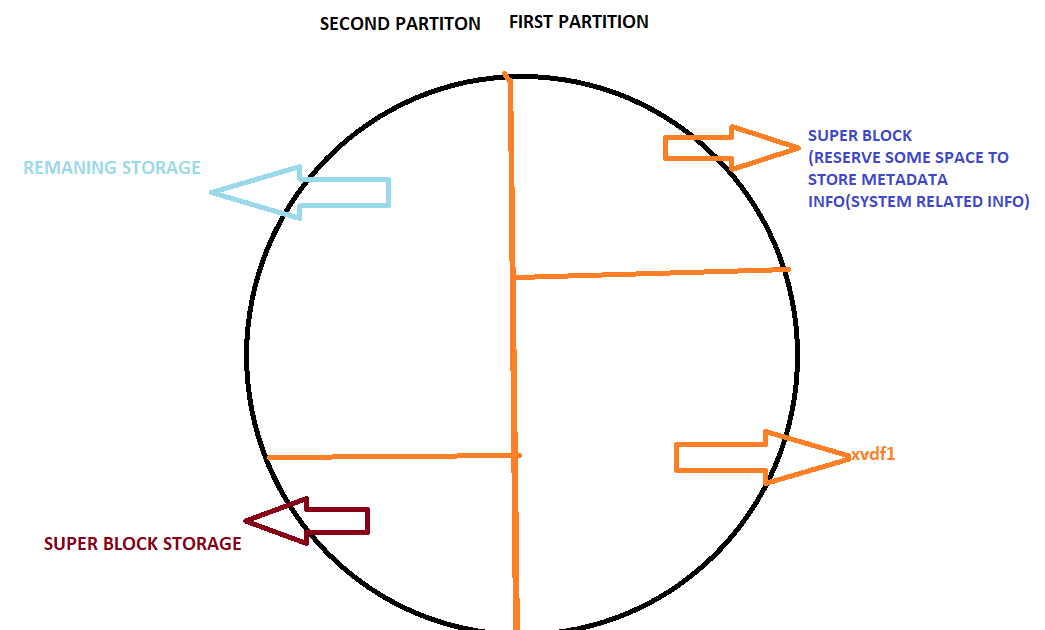 SECOND PARTITON
FIRST PARTITION
REMANING STORAGE
SUPER BLOCK
(RESERVE SOME SPACE TO
STORE METADATA
INFO(SYSTEM RELATED INFO)
xvdf1
SUPER BLOCK STORAGE